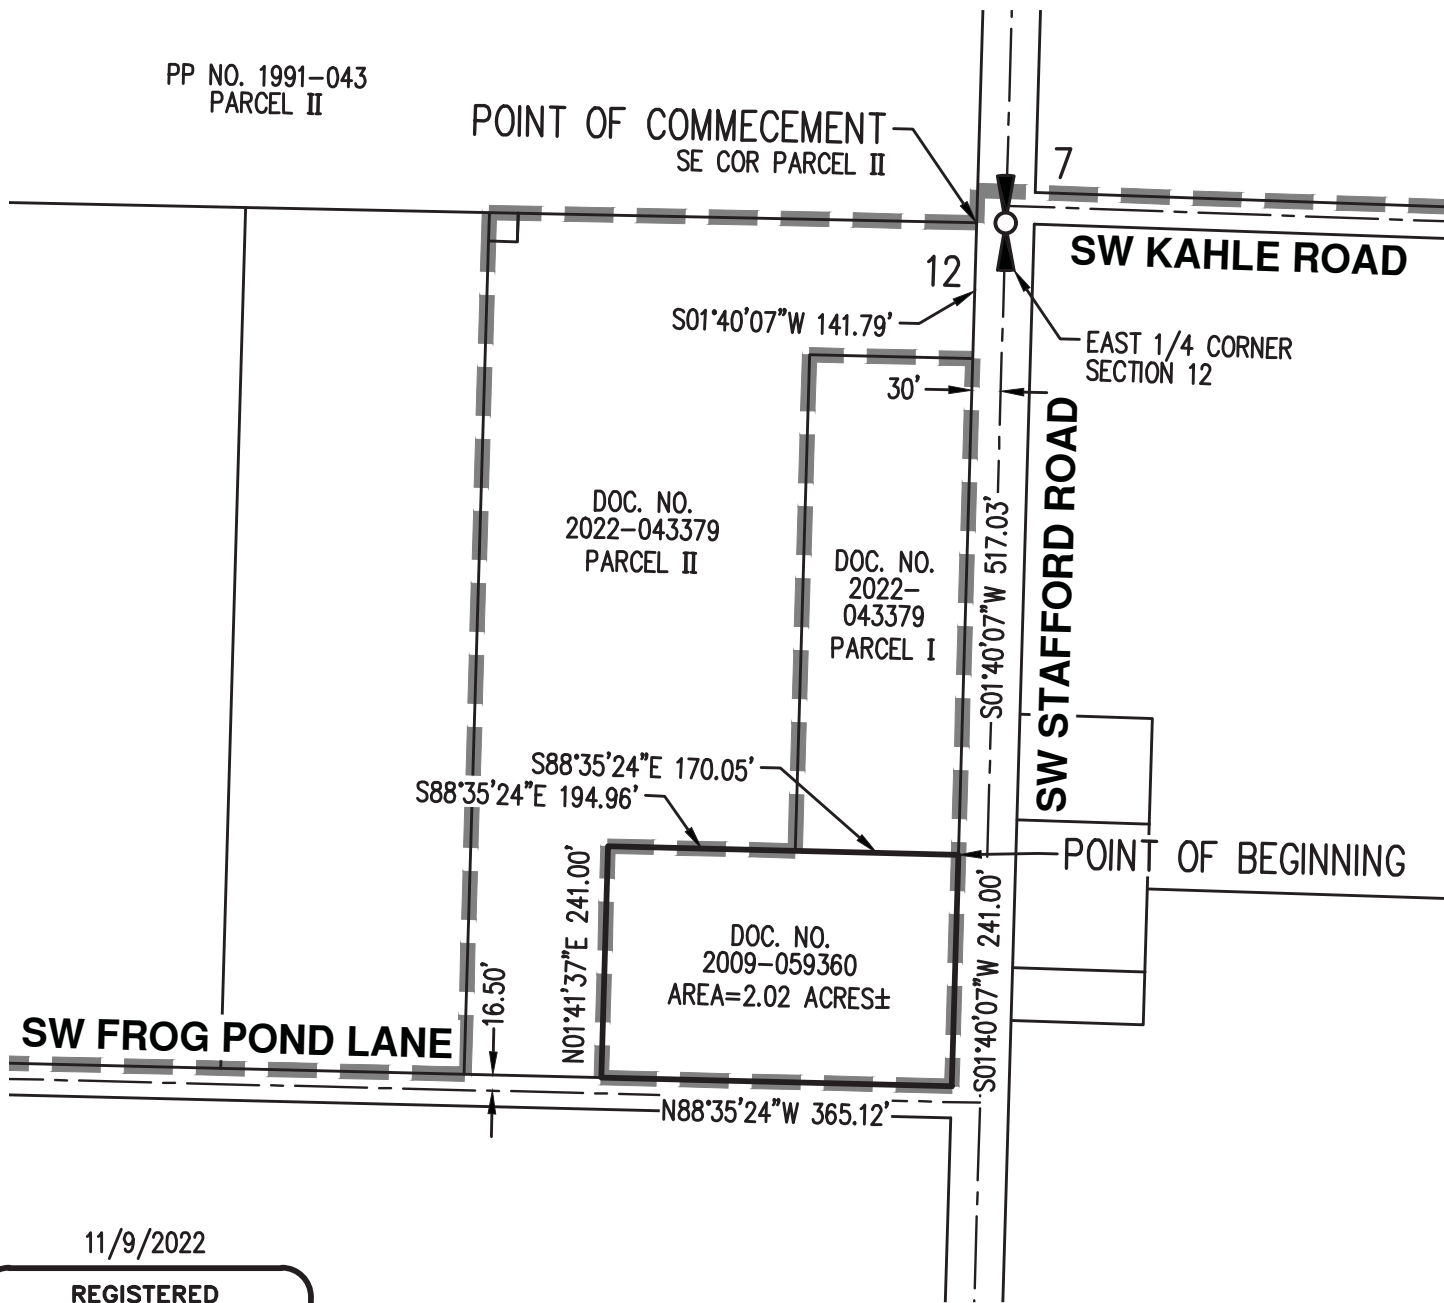 PP NO. 1991-043
PARCEL II
POINT OF COMMECEMENT
SE COR PARCEL II
7
SW KAHLE ROAD
12
S01°40'07"W 141.79'
EAST 1/4 CORNER
SECTION 12
30'
SW STAFFORD ROAD
S01°40'07"W 517.03'
DOC. NO.
2022-043379
PARCEL II
DOC. NO.
2022-
043379
PARCEL I
S88°35'24"E 170.05'
S88°35'24"E 194.96'
POINT OF BEGINNING
N01°41'37"E 241.00'
DOC. NO.
2009-059360
AREA=2.02 ACRES±
S01°40'07"W 241.00'
16.50'
SW FROG POND LANE
N88°35'24"W 365.12'
11/9/2022
REGISTERED